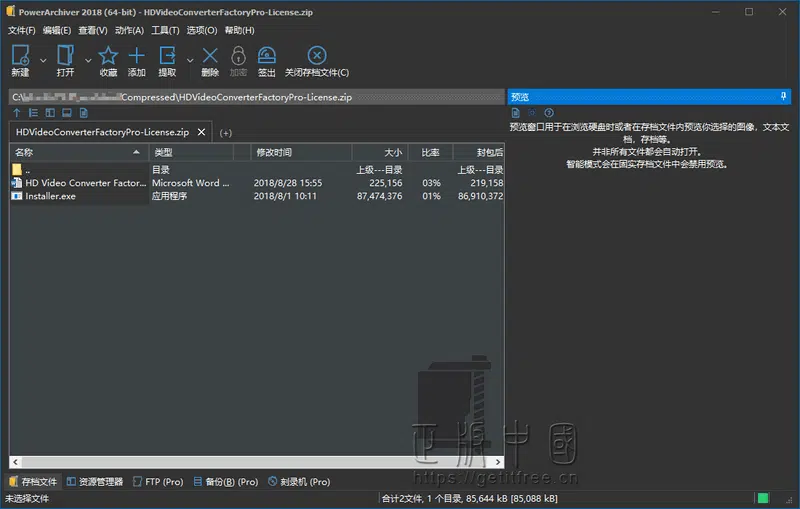 PowerArchiver 2018 (64-bit) - HDVideoConverterFactoryPro-License.zip
文件(F) 编辑(E) 查看(V) 动作(A) 工具(T) 选项(O) 帮助(H)
新建 打开 收藏 添加 提取 删除 加密 签出 关闭存档文件(C)
C:\ Compressed\HDVideoConverterFactoryPro-License.zip
预览
HDVideoConverterFactoryPro-License.zip (+)
预览窗口用于在浏览硬盘时或者在存档文件内预览你选择的图像，文本文
档，存档等。
并非所有文件都会自动打开。
智能模式会在固实存档文件中会禁用预览。
名称 类型 修改时间 大小 比率 封包后
.. 目录 上级---目录 上级---目录
HD Video Converter Factor... Microsoft Word ... 2018/8/28 15:55 225,156 03% 219,158
Installer.exe 应用程序 2018/8/1 10:11 87,474,376 01% 86,910,372
正版中國
https://getitfree.cn
存档文件 资源管理器 FTP (Pro) 备份(B) (Pro) 刻录机 (Pro)
未选择文件 合计2文件, 1 个目录, 85,644 kB [85,088 kB]